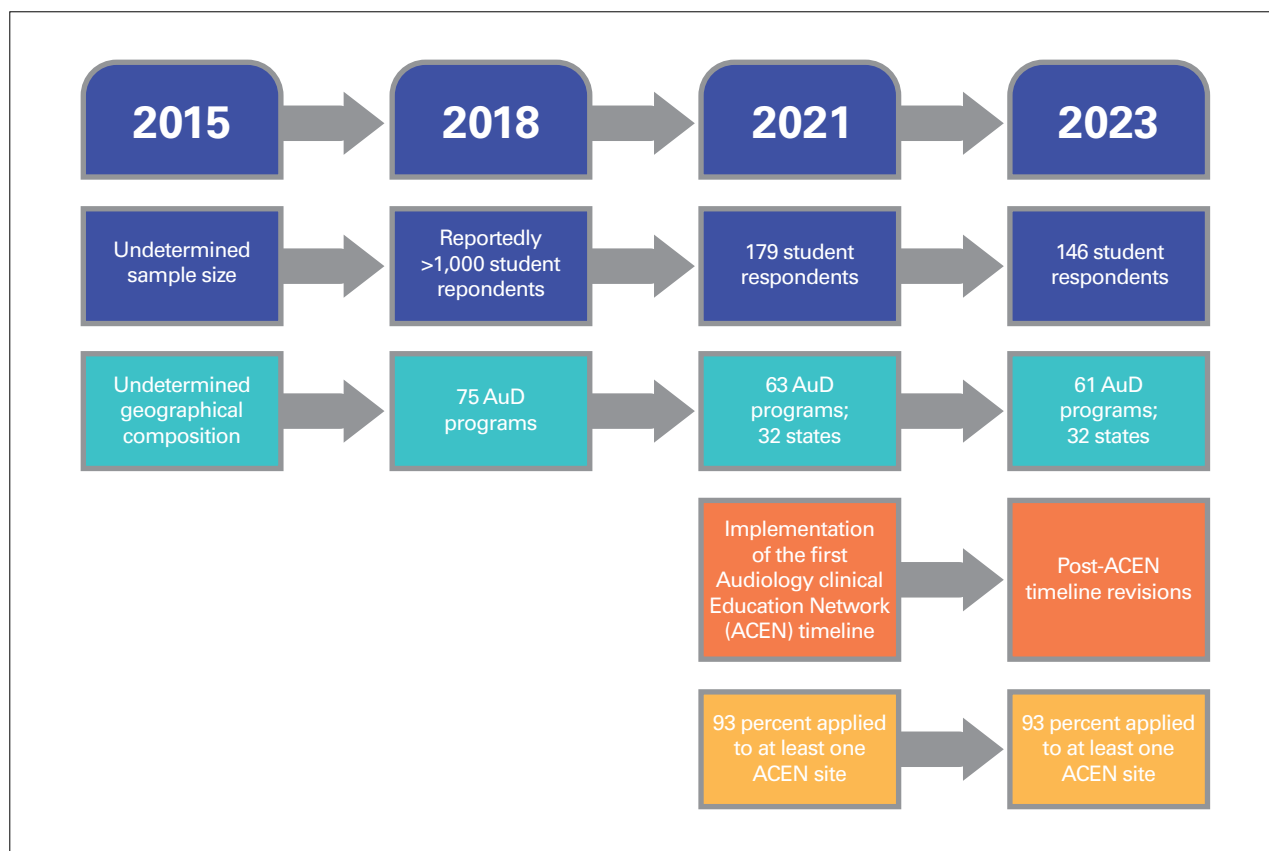 2015
2018
2021
2023
Undetermined
sample size
Reportedly
>1,000 student
repondents
179 student
respondents
146 student
respondents
Undetermined
geographical
composition
75 AuD
programs
63 AuD
programs;
32 states
61 AuD
programs;
32 states
Implementation
of the first
Audiology clinical
Education Network
(ACEN) timeline
Post-ACEN
timeline revisions
93 percent applied
to at least one
ACEN site
93 percent applied
to at least one
ACEN site